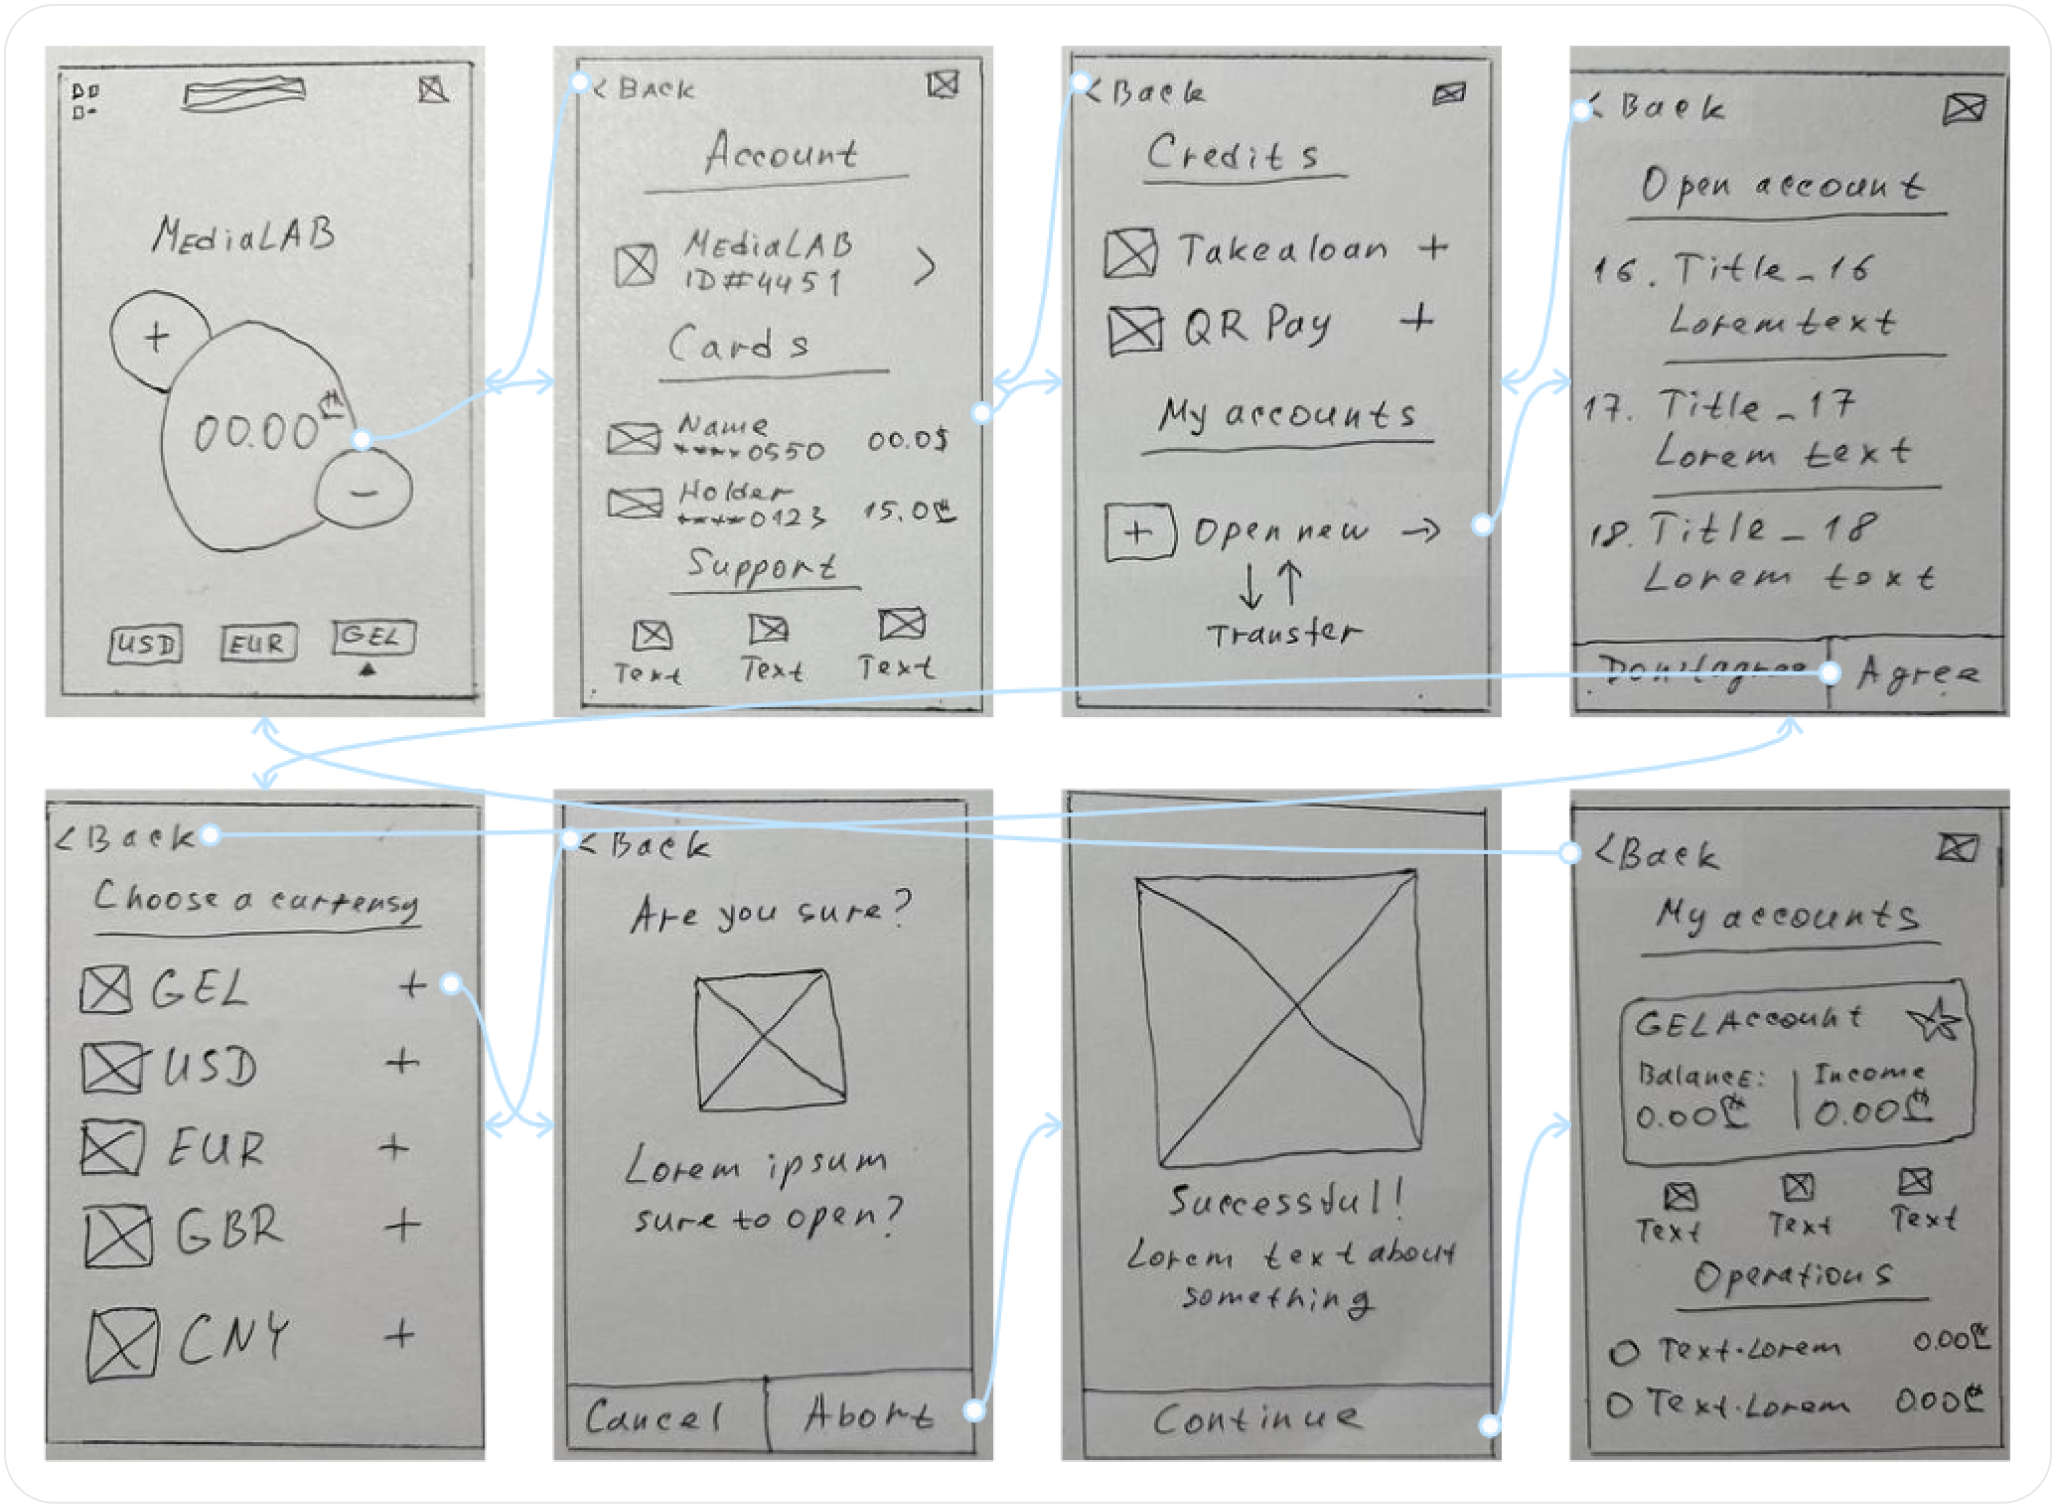 MEdiaLAB
+
00.00₾
−
USD EUR GEL
< BACK
Account
MEdiaLAB
ID#4451 >
Cards
Name
****0550 00.0$
Holder
****0123 15.0₾
Support
Text Text Text
<Back
Credits
Take a loan +
QR Pay +
My accounts
+ Open new →
↓↑
Transfer
< Back
Open account
16. Title_16
Lorem text
17. Title_17
Lorem text
18. Title_18
Lorem text
Don't agree Agree
<Back
Choose a currensy
GEL +
USD +
EUR +
GBR +
CNY +
<Back
Are you sure?
Lorem ipsum
sure to open?
Cancel Abort
Successful!
Lorem text about
something
Continue
<Back
My accounts
GEL Account
Balance: Income
0.00₾ 0.00₾
Text Text Text
Operations
Text.Lorem 0.00₾
Text.Lorem 0.00₾